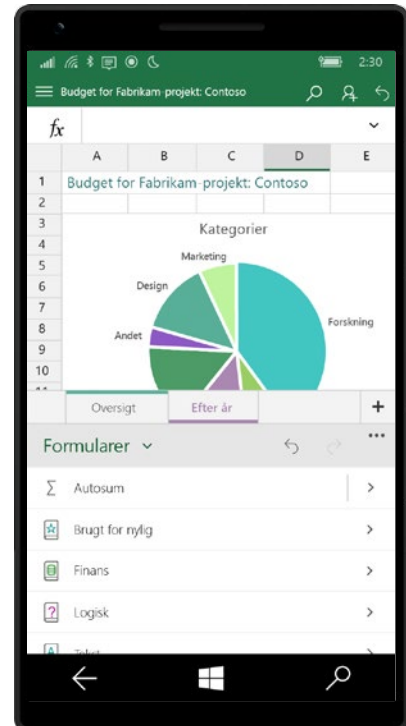 2:30
Budget for Fabrikam-projekt: Contoso
fx
A B C D E
1 Budget for Fabrikam-projekt: Contoso
2
3 Kategorier
4
5 Marketing
6 Design
7
8 Forskning
Andet
9
10
Oversigt Efter år +
Formularer
Autosum
Brugt for nylig
Finans
Logisk